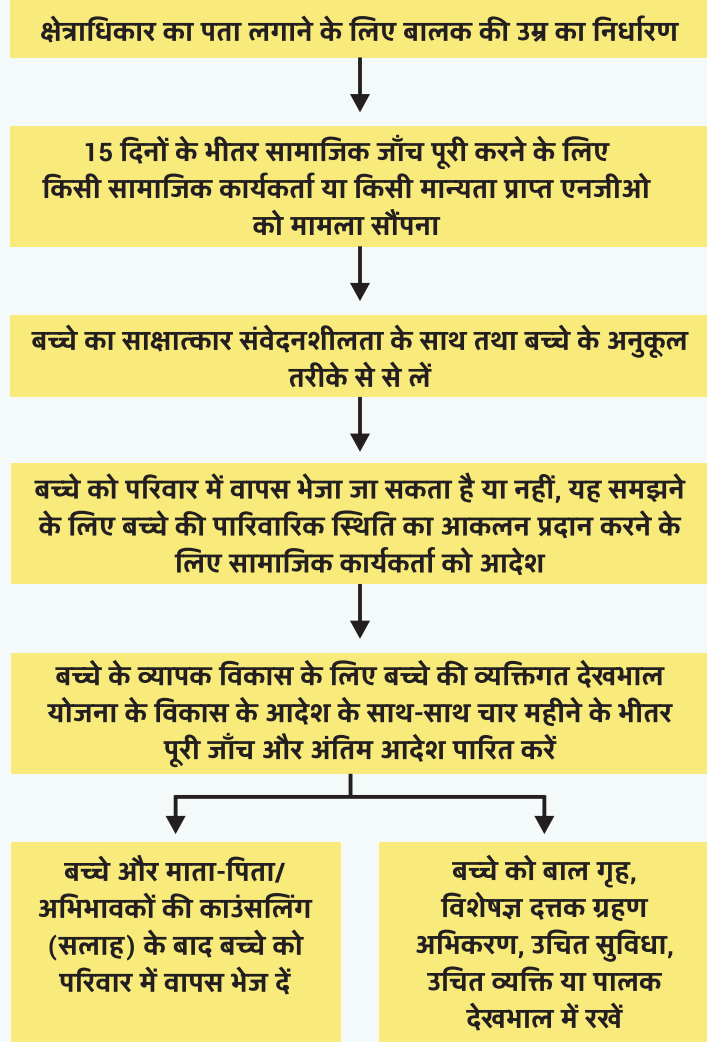 क्षेत्राधिकार का पता लगाने के लिए बालक की उम्र का निर्धारण
15 दिनों के भीतर सामाजिक जाँच पूरी करने के लिए
किसी सामाजिक कार्यकर्ता या किसी मान्यता प्राप्त एनजीओ
को मामला सौंपना
बच्चे का साक्षात्कार संवेदनशीलता के साथ तथा बच्चे के अनुकूल
तरीके से से लें
बच्चे को परिवार में वापस भेजा जा सकता है या नहीं, यह समझने
के लिए बच्चे की पारिवारिक स्थिति का आकलन प्रदान करने के
लिए सामाजिक कार्यकर्ता को आदेश
बच्चे के व्यापक विकास के लिए बच्चे की व्यक्तिगत देखभाल
योजना के विकास के आदेश के साथ-साथ चार महीने के भीतर
पूरी जाँच और अंतिम आदेश पारित करें
बच्चे और माता-पिता/
अभिभावकों की काउंसलिंग
(सलाह) के बाद बच्चे को
परिवार में वापस भेज दें
बच्चे को बाल गृह,
विशेषज्ञ दत्तक ग्रहण
अभिकरण, उचित सुविधा,
उचित व्यक्ति या पालक
देखभाल में रखें